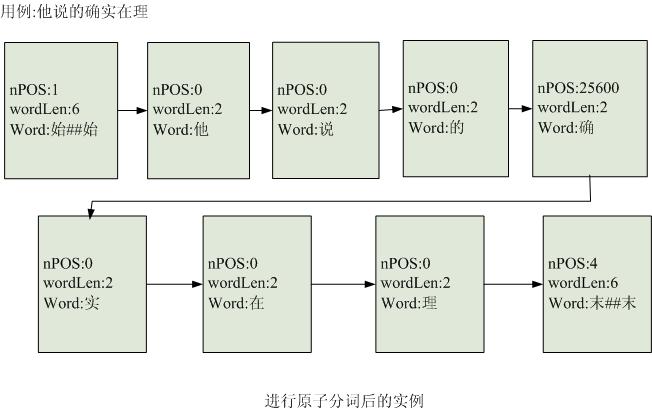 用例:他说的确实在理
nPOS:1
wordLen:6
Word:始##始
nPOS:0
wordLen:2
Word:他
nPOS:0
wordLen:2
Word:说
nPOS:0
wordLen:2
Word:的
nPOS:25600
wordLen:2
Word:确
nPOS:0
wordLen:2
Word:实
nPOS:0
wordLen:2
Word:在
nPOS:0
wordLen:2
Word:理
nPOS:4
wordLen:6
Word:末##末
进行原子分词后的实例